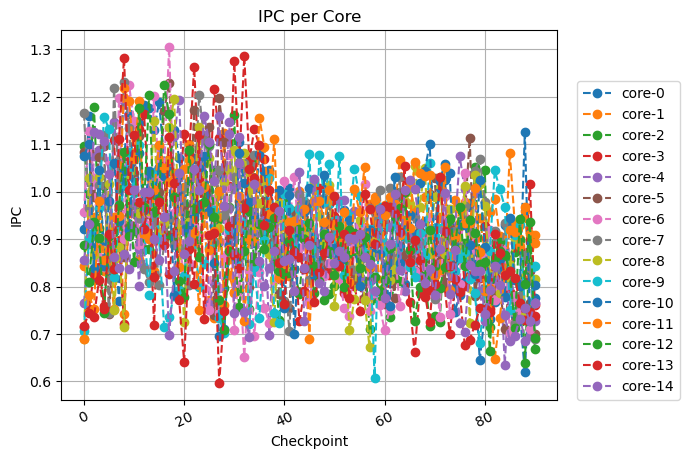 IPC per Core
IPC
1.3
1.2
1.1
1.0
0.9
0.8
0.7
0.6
0
20
40
60
80
Checkpoint
core-0
core-1
core-2
core-3
core-4
core-5
core-6
core-7
core-8
core-9
core-10
core-11
core-12
core-13
core-14